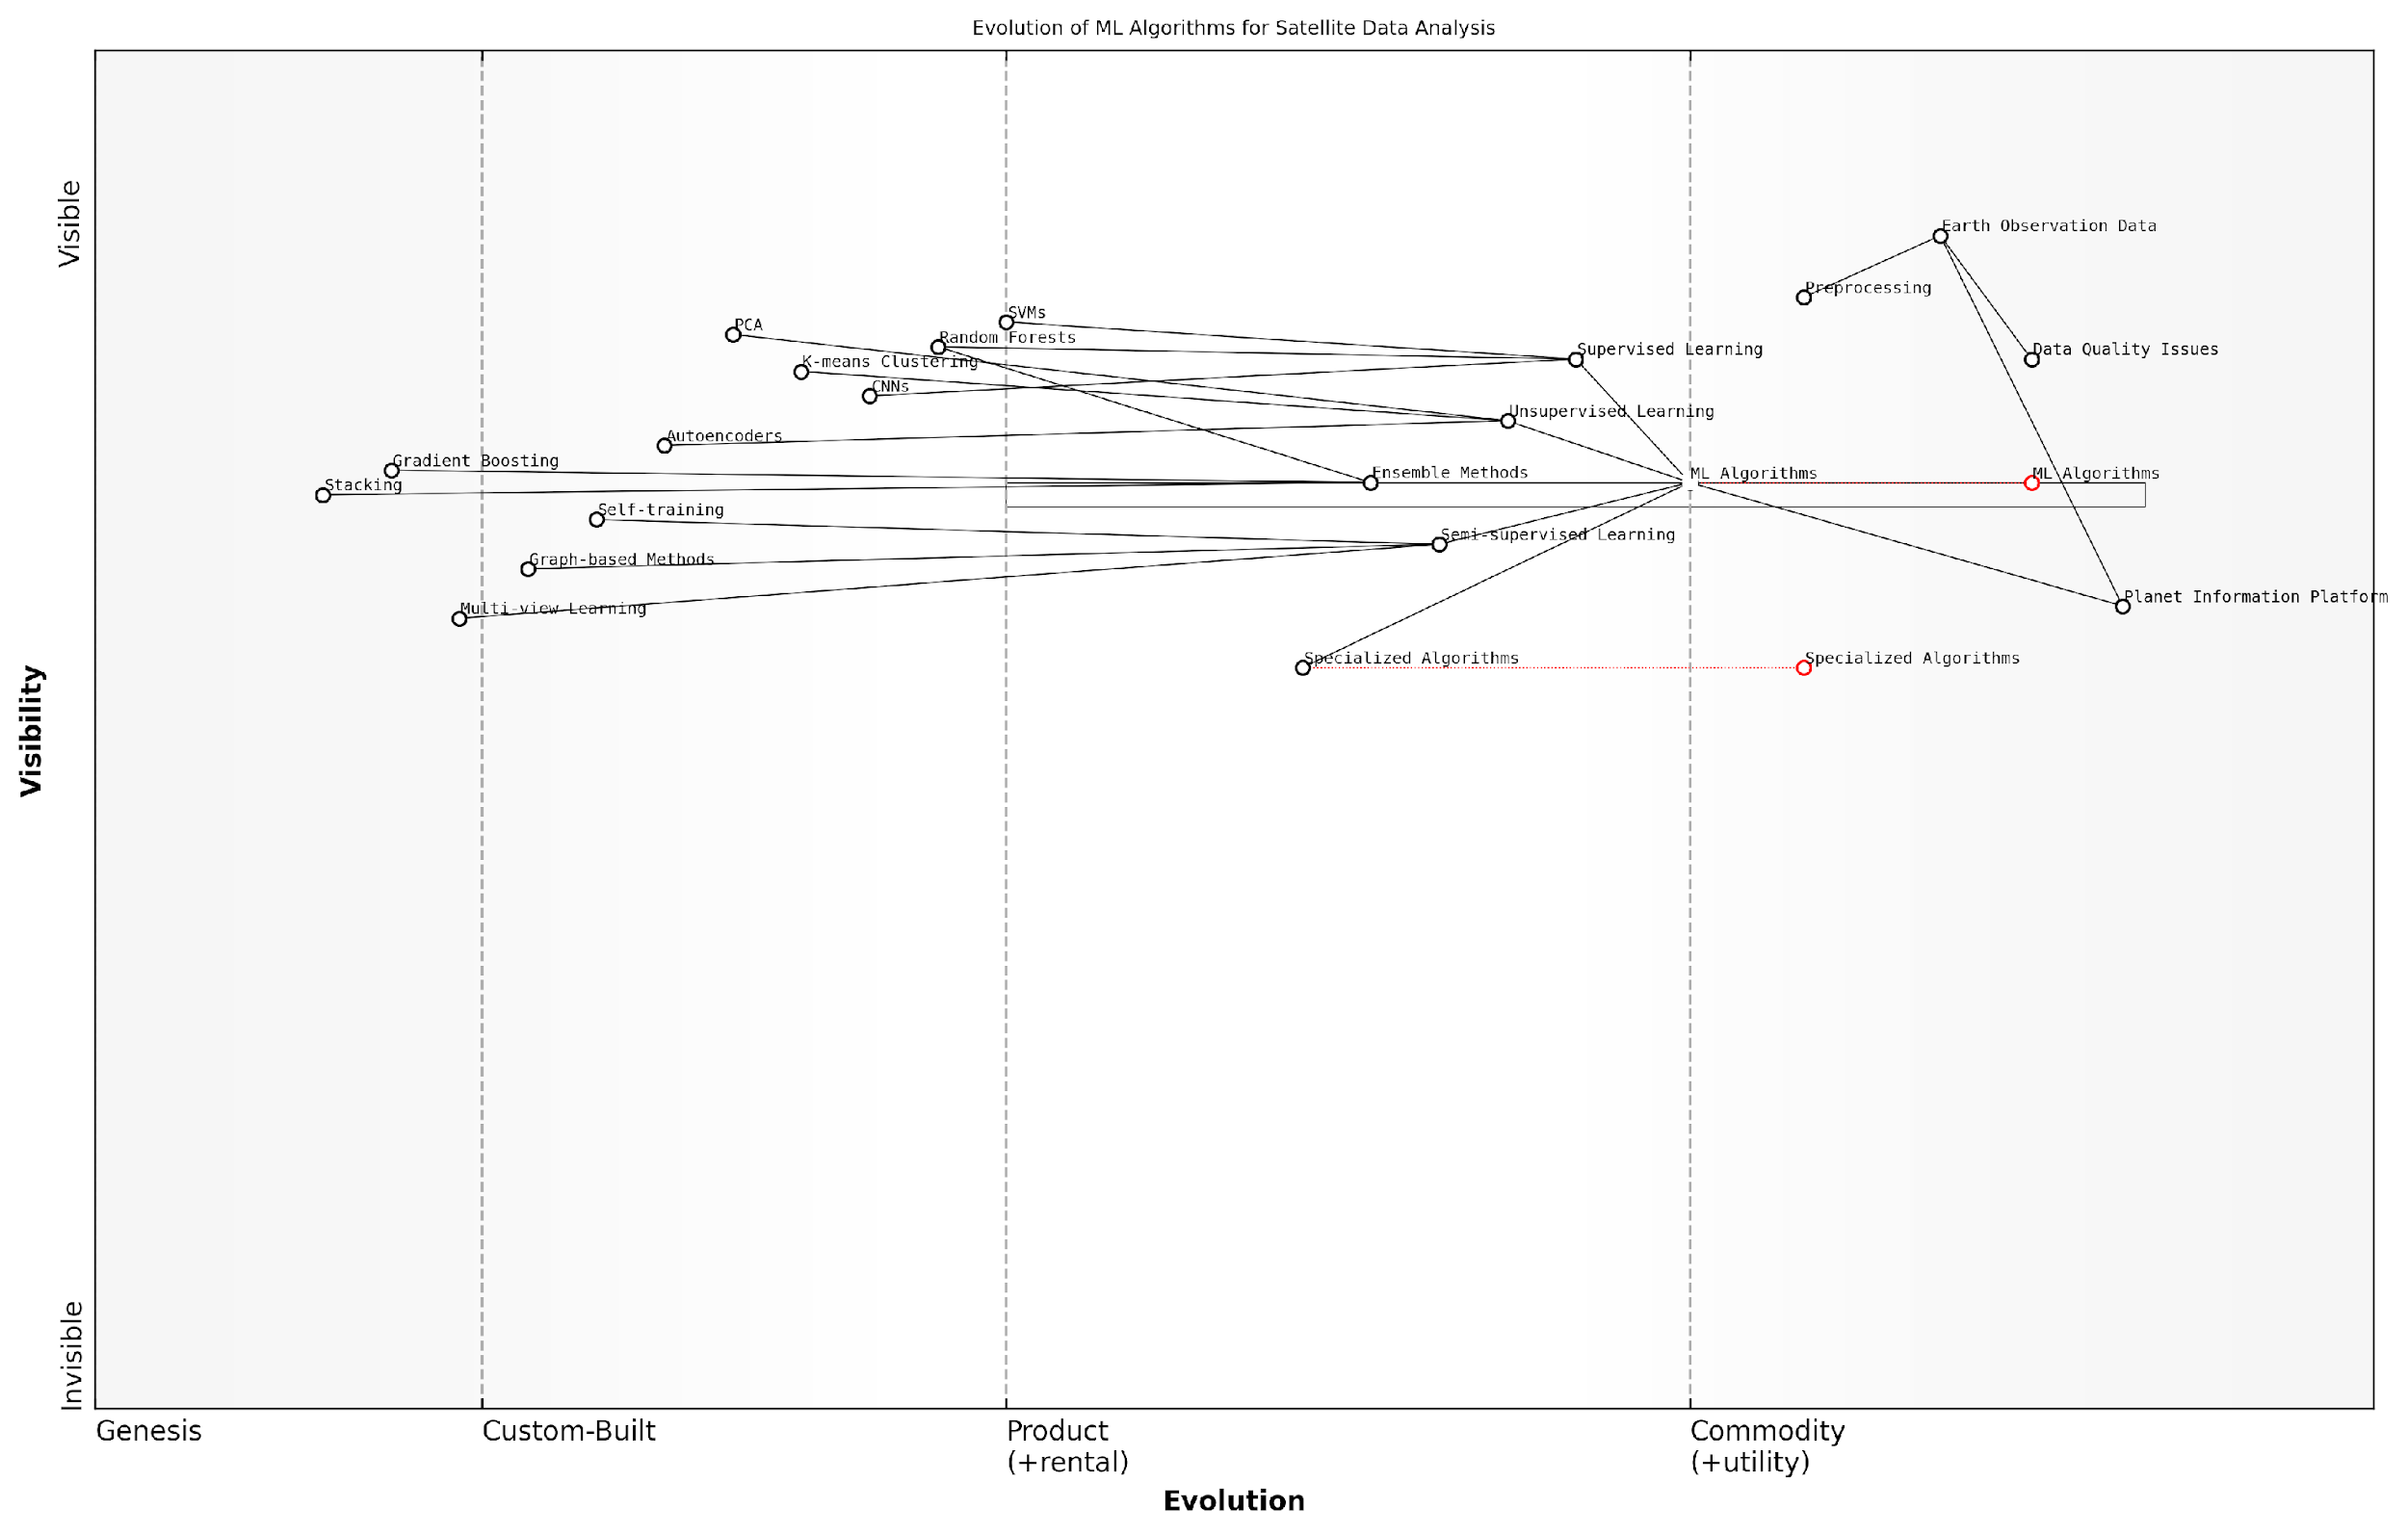 Evolution of ML Algorithms for Satellite Data Analysis
Visible
Earth Observation Data
Preprocessing
SVMs
PCA
Random Forests
Supervised Learning
Data Quality Issues
K-means Clustering
CNNs
Unsupervised Learning
Autoencoders
Gradient Boosting
Ensemble Methods
ML Algorithms
ML Algorithms
Stacking
Self-training
Semi-supervised Learning
Graph-based Methods
Planet Information Platform
Multi-view Learning
Specialized Algorithms
Specialized Algorithms
Visibility
Invisible
Genesis
Custom-Built
Product
(+rental)
Commodity
(+utility)
Evolution